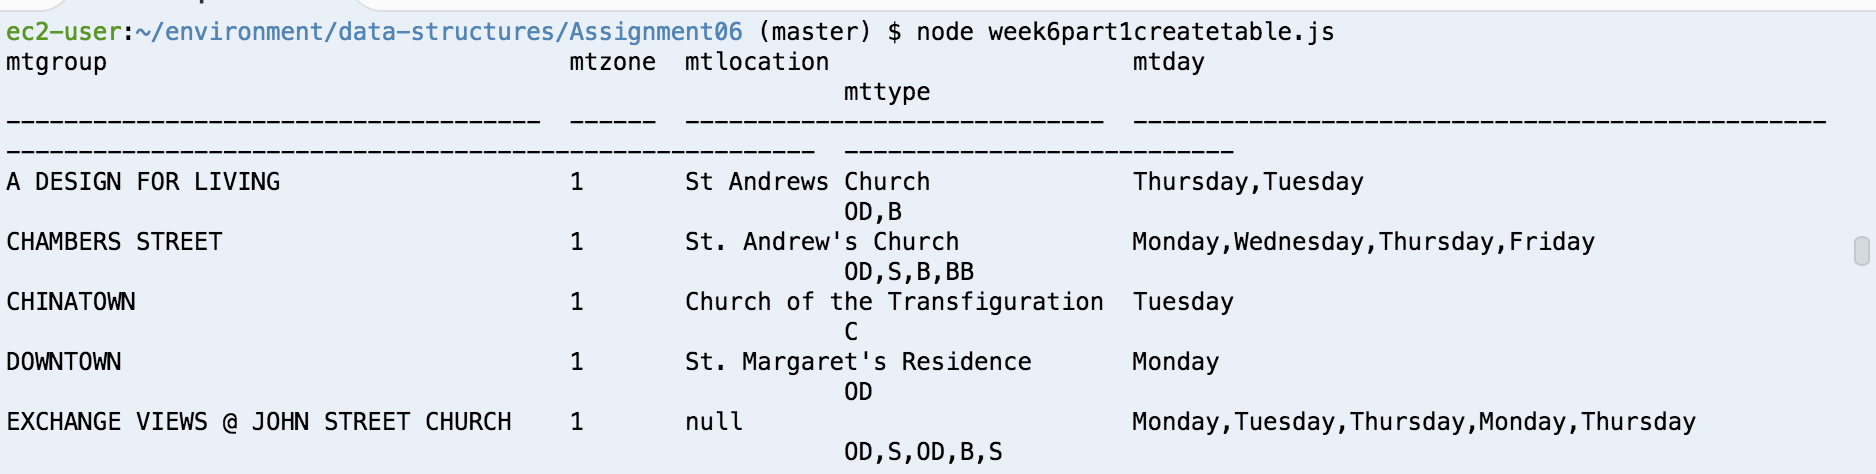 ec2-user:~/environment/data-structures/Assignment06 (master) $ node week6part1createtable.js
mtgroup                                mtzone  mtlocation                     mtday
                                                          mttype
-------------------------------------  ------  -----------------------------  ------------------------------------------------
--------------------------------------------------------  ---------------------------
A DESIGN FOR LIVING                    1       St Andrews Church              Thursday,Tuesday
                                                          OD,B
CHAMBERS STREET                        1       St. Andrew's Church            Monday,Wednesday,Thursday,Friday
                                                          OD,S,B,BB
CHINATOWN                              1       Church of the Transfiguration  Tuesday
                                                          C
DOWNTOWN                               1       St. Margaret's Residence       Monday
                                                          OD
EXCHANGE VIEWS @ JOHN STREET CHURCH    1       null                           Monday,Tuesday,Thursday,Monday,Thursday
                                                          OD,S,OD,B,S